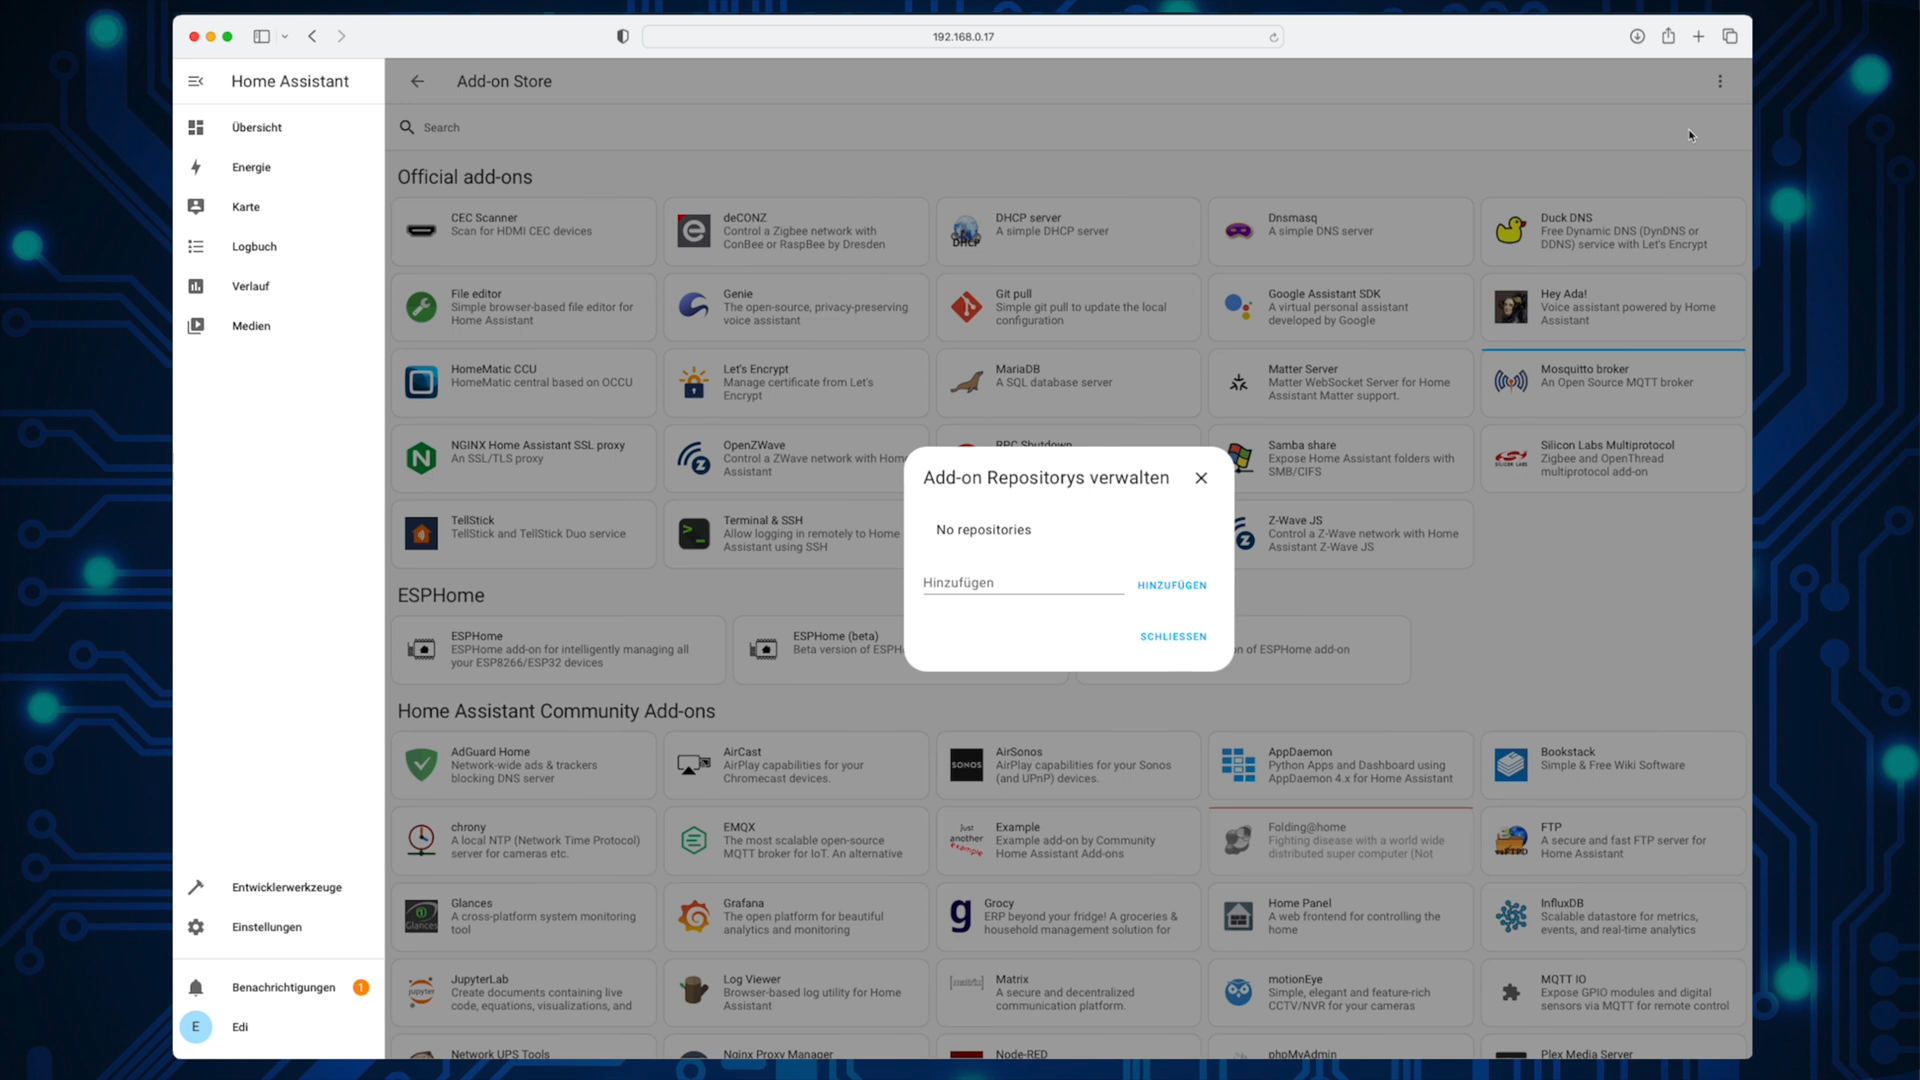 192.168.0.17
Home Assistant
Add-on Store
Übersicht
Energie
Karte
Logbuch
Verlauf
Medien
Entwicklerwerkzeuge
Einstellungen
Benachrichtigungen 1
E Edi
Search
Official add-ons
CEC Scanner
Scan for HDMI CEC devices
deCONZ
Control a Zigbee network with
ConBee or RaspBee by Dresden
DHCP
DHCP server
A simple DHCP server
Dnsmasq
A simple DNS server
Duck DNS
Free Dynamic DNS (DynDNS or
DDNS) service with Let's Encrypt
File editor
Simple browser-based file editor for
Home Assistant
Genie
The open-source, privacy-preserving
voice assistant
Git pull
Simple git pull to update the local
configuration
Google Assistant SDK
A virtual personal assistant
developed by Google
Hey Ada!
Voice assistant powered by Home
Assistant
HomeMatic CCU
HomeMatic central based on OCCU
Let's Encrypt
Manage certificate from Let's
Encrypt
MariaDB
A SQL database server
Matter Server
Matter WebSocket Server for Home
Assistant Matter support.
Mosquitto broker
An Open Source MQTT broker
NGINX Home Assistant SSL proxy
An SSL/TLS proxy
OpenZWave
Control a ZWave network with Hom
Assistant
RPC Shutdown
Samba share
Expose Home Assistant folders with
SMB/CIFS
SILICON LABS
Silicon Labs Multiprotocol
Zigbee and OpenThread
multiprotocol add-on
TellStick
TellStick and TellStick Duo service
Terminal & SSH
Allow logging in remotely to Home
Assistant using SSH
Z-Wave JS
Control a Z-Wave network with Home
Assistant Z-Wave JS
Add-on Repositorys verwalten
No repositories
Hinzufügen
HINZUFÜGEN
SCHLIESSEN
ESPHome
ESPHome
ESPHome add-on for intelligently managing all
your ESP8266/ESP32 devices
ESPHome (beta)
Beta version of ESPH
n of ESPHome add-on
Home Assistant Community Add-ons
AdGuard Home
Network-wide ads & trackers
blocking DNS server
AirCast
AirPlay capabilities for your
Chromecast devices.
SONOS
AirSonos
AirPlay capabilities for your Sonos
(and UPnP) devices.
AppDaemon
Python Apps and Dashboard using
AppDaemon 4.x for Home Assistant
Bookstack
Simple & Free Wiki Software
chrony
A local NTP (Network Time Protocol)
server for cameras etc.
EMQX
The most scalable open-source
MQTT broker for IoT. An alternative
just
another
example
Example
Example add-on by Community
Home Assistant Add-ons
Folding@home
Fighting disease with a world wide
distributed super computer (Not
FTP
A secure and fast FTP server for
Home Assistant
Glances
Glances
A cross-platform system monitoring
tool
Grafana
The open platform for beautiful
analytics and monitoring
g
Grocy
ERP beyond your fridge! A groceries &
household management solution for
Home Panel
A web frontend for controlling the
home
InfluxDB
Scalable datastore for metrics,
events, and real-time analytics
jupyter
JupyterLab
Create documents containing live
code, equations, visualizations, and
Log Viewer
Browser-based log utility for Home
Assistant
[matrix]
Matrix
A secure and decentralized
communication platform.
motionEye
Simple, elegant and feature-rich
CCTV/NVR for your cameras
MQTT IO
Expose GPIO modules and digital
sensors via MQTT for remote control
Network UPS Tools
Nginx Proxy Manager
Node-RED
phpMyAdmin
Plex Media Server